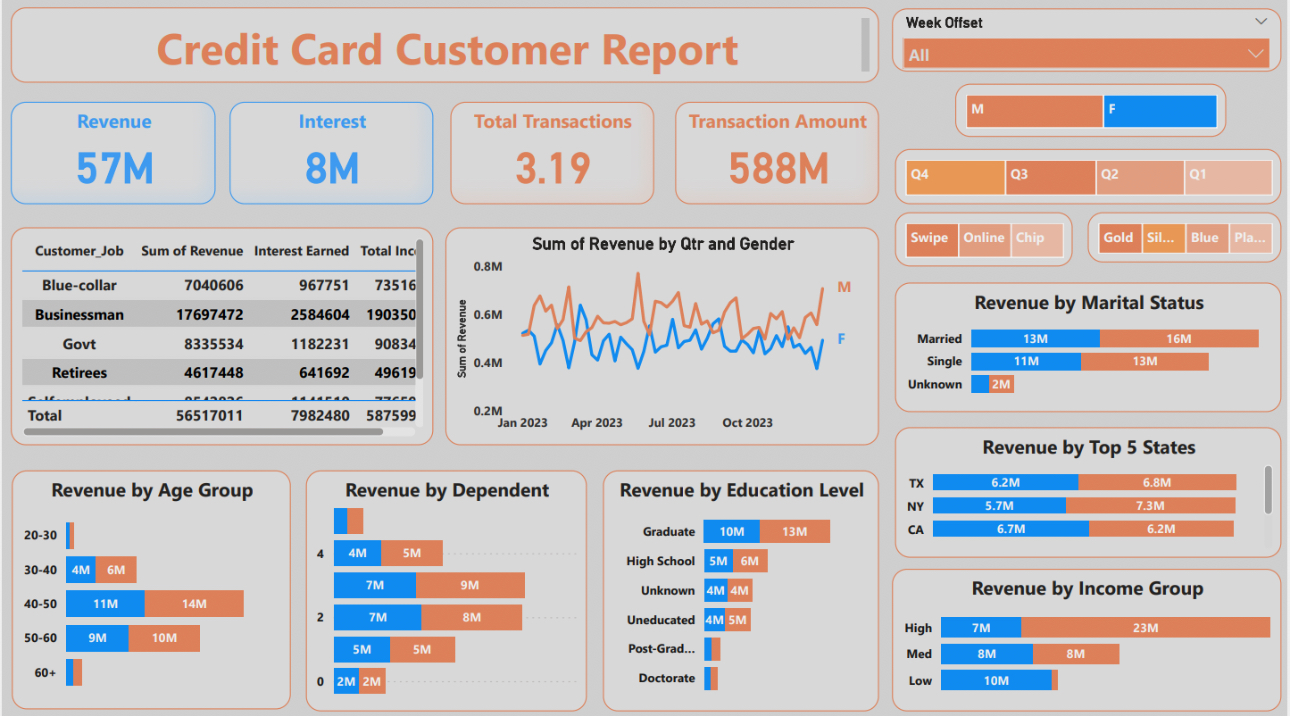 Credit Card Customer Report
Week Offset
All
M F
Revenue
57M
Interest
8M
Total Transactions
3.19
Transaction Amount
588M
Q4 Q3 Q2 Q1
Swipe Online Chip
Gold Sil... Blue Pla...
Customer_Job Sum of Revenue Interest Earned Total Inc
Blue-collar 7040606 967751 73516
Businessman 17697472 2584604 190350
Govt 8335534 1182231 90834
Retirees 4617448 641692 49619
Total 56517011 7982480 587599
Sum of Revenue by Qtr and Gender
Sum of Revenue
0.8M
0.6M
0.4M
0.2M
M
F
Jan 2023 Apr 2023 Jul 2023 Oct 2023
Revenue by Marital Status
Married 13M 16M
Single 11M 13M
Unknown 2M
Revenue by Top 5 States
TX 6.2M 6.8M
NY 5.7M 7.3M
CA 6.7M 6.2M
Revenue by Age Group
20-30
30-40 4M 6M
40-50 11M 14M
50-60 9M 10M
60+
Revenue by Dependent
4 4M 5M
7M 9M
2 7M 8M
5M 5M
0 2M 2M
Revenue by Education Level
Graduate 10M 13M
High School 5M 6M
Unknown 4M 4M
Uneducated 4M 5M
Post-Grad...
Doctorate
Revenue by Income Group
High 7M 23M
Med 8M 8M
Low 10M